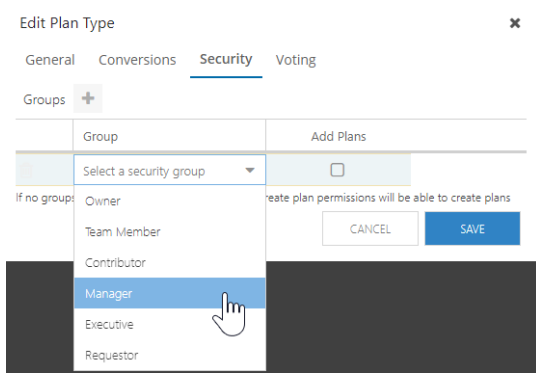 Edit Plan Type
General Conversions Security Voting
Groups
Group Add Plans
Select a security group
If no groups reate plan permissions will be able to create plans
Owner
Team Member
CANCEL SAVE
Contributor
Manager
Executive
Requestor